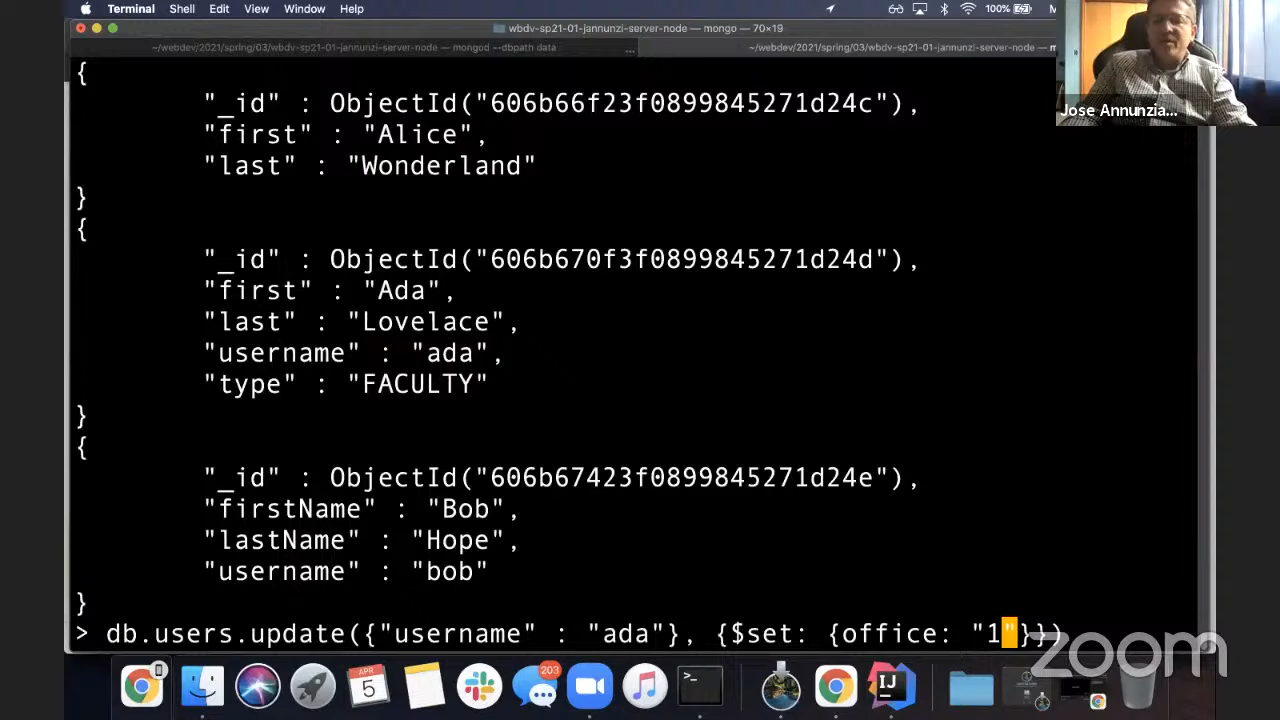 Terminal Shell Edit View Window Help 100%
wbdv-sp21-01-jannunzi-server-node — mongo — 70×19
~/webdev/2021/spring/03/wbdv-sp21-01-jannunzi-server-node — mongod --dbpath data ... ~/webdev/2021/spring/03/wbdv-sp21-01-jannunzi-server-node —
Jose Annunzia...
{
"_id" : ObjectId("606b66f23f0899845271d24c"),
"first" : "Alice",
"last" : "Wonderland"
}
{
"_id" : ObjectId("606b670f3f0899845271d24d"),
"first" : "Ada",
"last" : "Lovelace",
"username" : "ada",
"type" : "FACULTY"
}
{
"_id" : ObjectId("606b67423f0899845271d24e"),
"firstName" : "Bob",
"lastName" : "Hope",
"username" : "bob"
}
> db.users.update({"username" : "ada"}, {$set: {office: "1"}})
zoom
5
203
>_
IJ